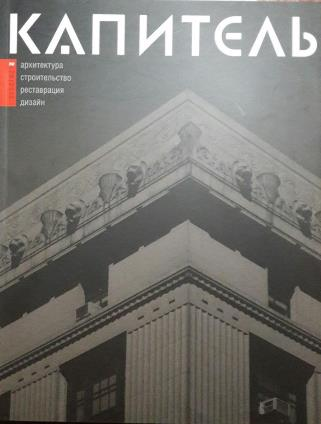 КАПИТЕЛЬ
архитектура
строительство
реставрация
дизайн